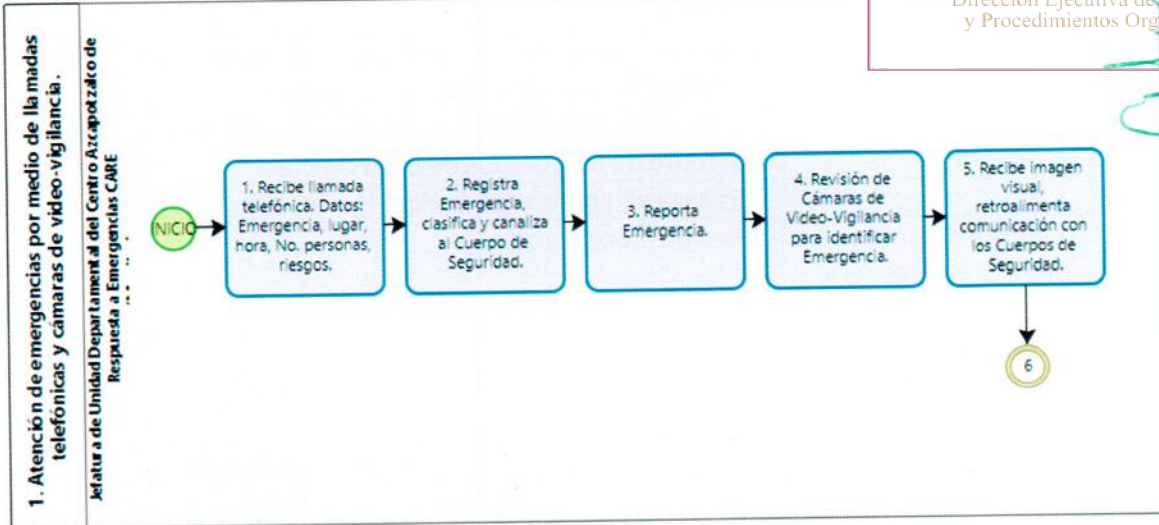 Dirección Ejecutiva de
y Procedimientos Org
1. Atención de emergencias por medio de llamadas
telefónicas y cámaras de video-vigilancia.
Jefatura de Unidad Departamental del Centro Azcapotzalco de
Respuesta a Emergencias CARE
INICIO
1. Recibe llamada
telefónica. Datos:
Emergencia, lugar,
hora, No. personas,
riesgos.
2. Registra
Emergencia,
clasifica y canaliza
al Cuerpo de
Seguridad.
3. Reporta
Emergencia.
4. Revisión de
Cámaras de
Video-Vigilancia
para identificar
Emergencia.
5. Recibe imagen
visual,
retroalimenta
comunicación con
los Cuerpos de
Seguridad.
6